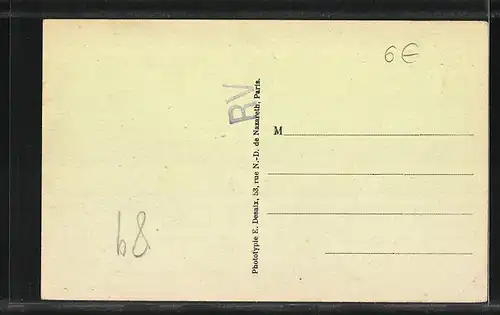 6€
BV
Phototypie E. Desaix, 53, rue N.-D. de Nazareth, Paris.
M
68